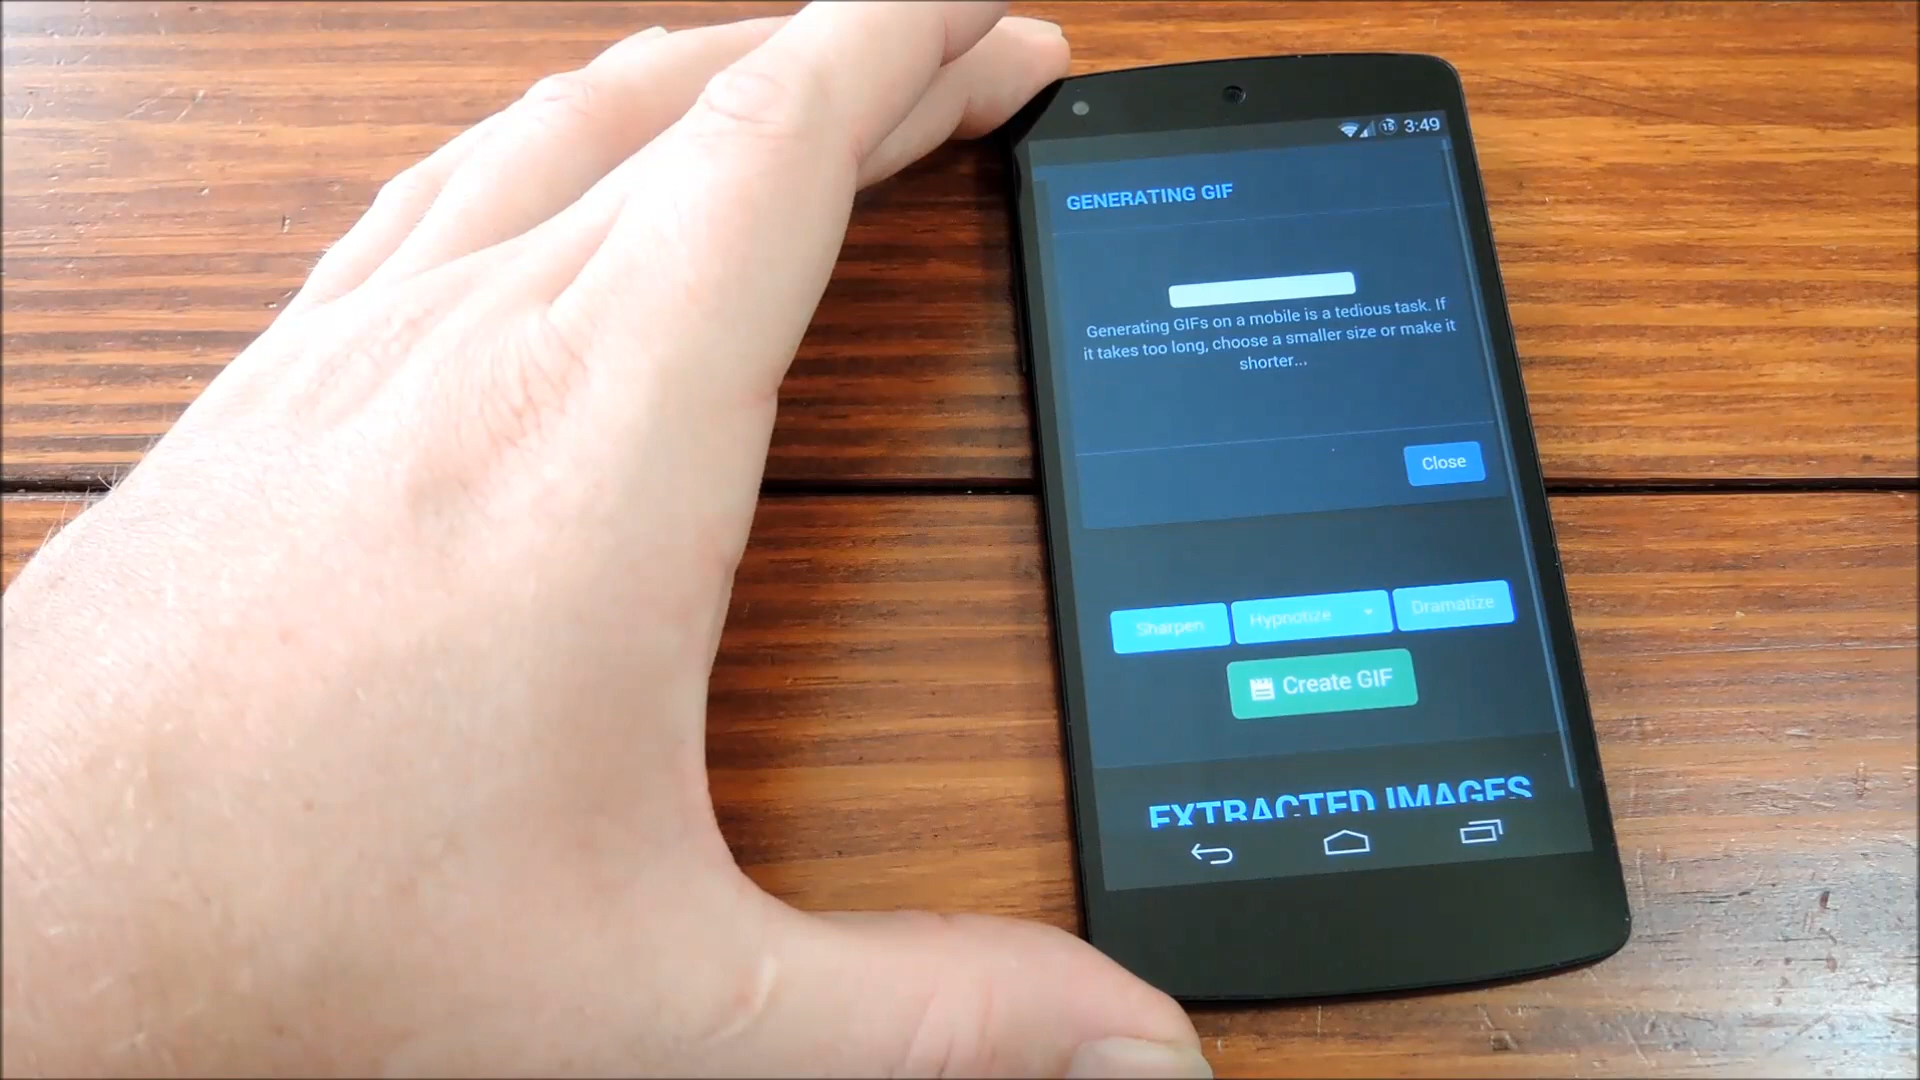 15 3:49
GENERATING GIF
Generating GIFs on a mobile is a tedious task. If
it takes too long, choose a smaller size or make it
shorter...
Close
Sharpen Hypnotize Dramatize
Create GIF
EXTRACTED IMAGES